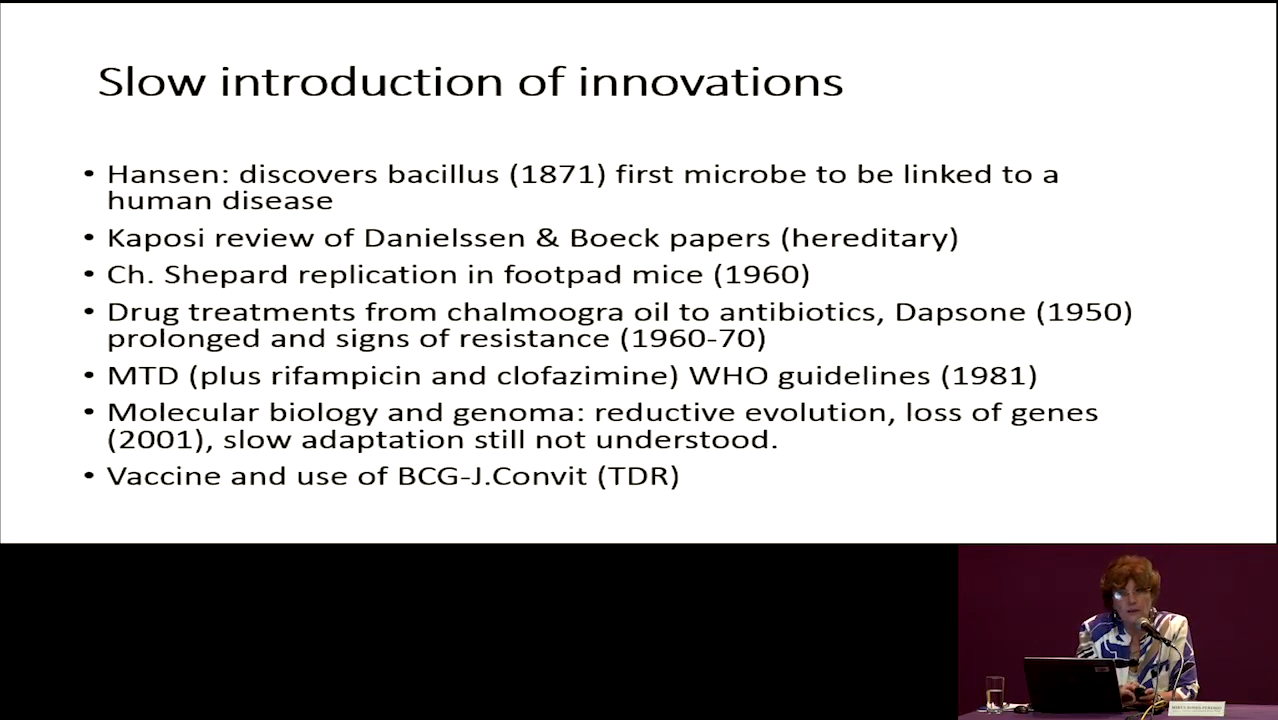 Slow introduction of innovations
• Hansen: discovers bacillus (1871) first microbe to be linked to a
human disease
• Kaposi review of Danielssen & Boeck papers (hereditary)
• Ch. Shepard replication in footpad mice (1960)
• Drug treatments from chalmoogra oil to antibiotics, Dapsone (1950)
prolonged and signs of resistance (1960-70)
• MTD (plus rifampicin and clofazimine) WHO guidelines (1981)
• Molecular biology and genoma: reductive evolution, loss of genes
(2001), slow adaptation still not understood.
• Vaccine and use of BCG-J.Convit (TDR)